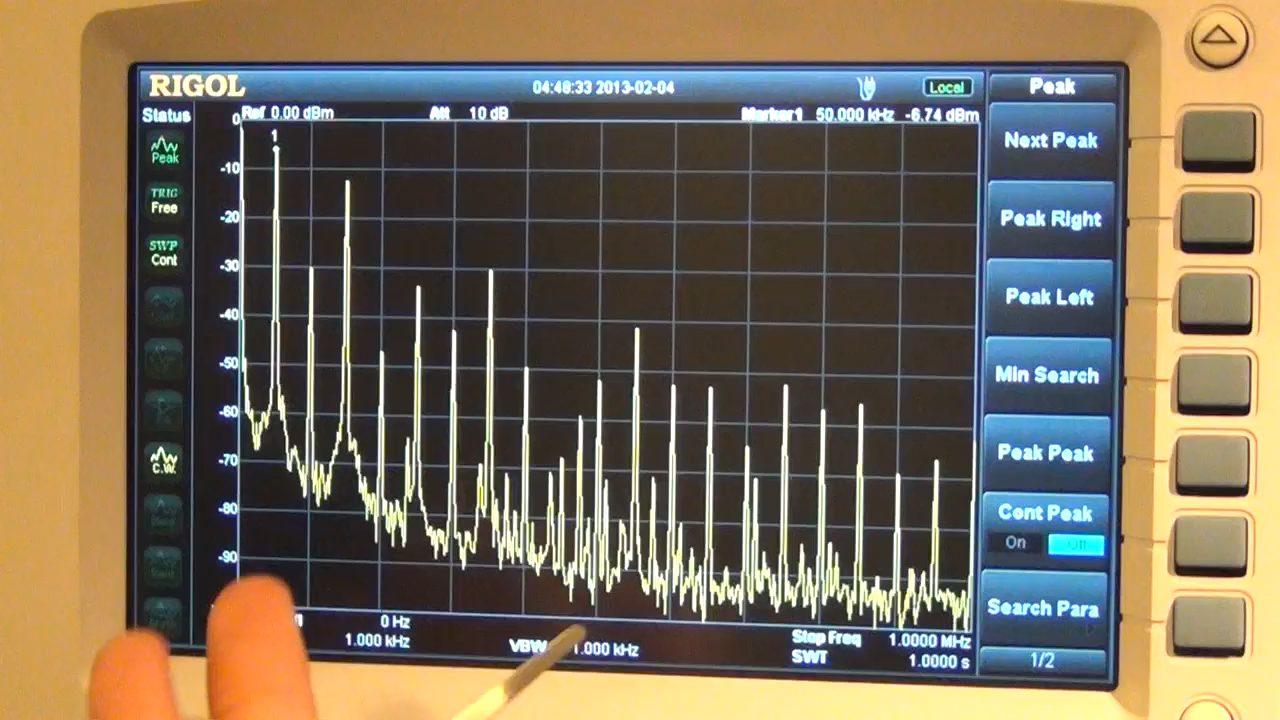 RIGOL
04:48:33 2013-02-04
Local
Status
Ref 0.00 dBm
Att 10 dB
Marker1 50.000 kHz -6.74 dBm
Peak
TRIG
Free
SWP
Cont
C.W.
0
-10
-20
-30
-40
-50
-60
-70
-80
-90
1
0 Hz
1.000 kHz
VBW 1.000 kHz
Stop Freq 1.0000 MHz
SWT 1.0000 s
Peak
Next Peak
Peak Right
Peak Left
Min Search
Peak Peak
Cont Peak
On Off
Search Para
1/2